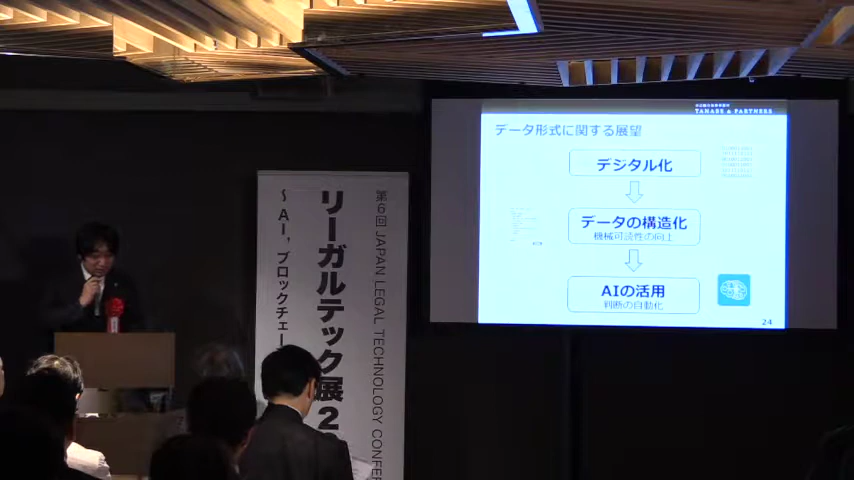 第6回 JAPAN LEGAL TECHNOLOGY CONFE
リーガルテック展2
～AI，ブロックチェー
TANABE & PARTNERS
データ形式に関する展望
デジタル化
データの構造化
機械可読性の向上
AIの活用
判断の自動化
24